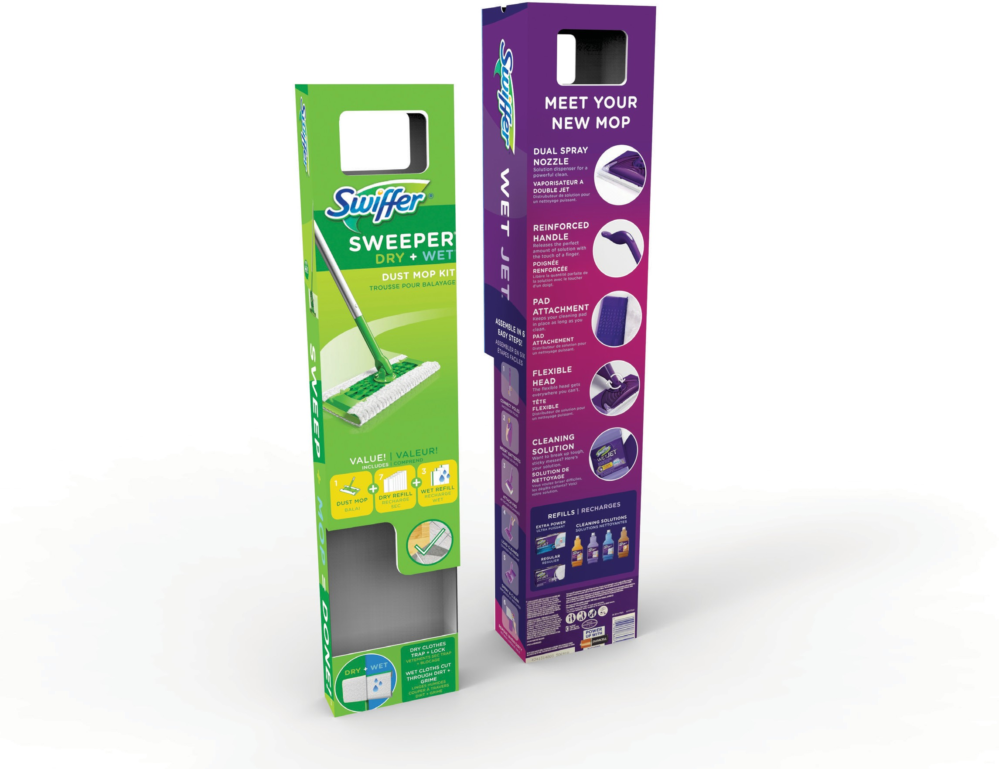 Swiffer
SWEEP + MOP = DONE!
Swiffer®
SWEEPER
DRY + WET
DUST MOP KIT
TROUSSE POUR BALAYAGE
VALUE! | VALEUR!
INCLUDES | COMPREND
1
DUST MOP
BALAI
+
7
DRY REFILL
RECHARGE
SEC
+
3
WET REFILL
RECHARGE
WET
DRY + WET
DRY CLOTHES
TRAP + LOCK
VETEMENTS SEC TRAP
+ BLOCAGE
WET CLOTHS CUT
THROUGH DIRT +
GRIME
LINGES HUMIDES
COUPER À TRAVERS
DIRT + GRIME
Swiffer
WET JET
ASSEMBLE IN 6
EASY STEPS!
ASSEMBLER EN SIX
ÉTAPES FACILES
1
CONNECT POLES
RACCORDER POLES
2
INSERT BATTERIES
3
ATTACH PAD
4
LOAD CLEANER
5
SPRAY & CLEAN
6
REMOVE WHEN DIRTY
MEET YOUR
NEW MOP
DUAL SPRAY
NOZZLE
Solution dispenser for a
powerful clean.
VAPORISATEUR A
DOUBLE JET
Distrubuteur de solution pour
un nettoyage puissant.
REINFORCED
HANDLE
Releases the perfect
amount of solution with
the touch of a finger.
POIGNÉE
RENFORCÉE
Libère la quantité parfaite de
la solution avec le toucher
d'un doigt.
PAD
ATTACHMENT
Keeps your cleaning pad
in place as long as you
clean.
PAD
ATTACHEMENT
Distributeur de solution pour
un nettoyage puissant.
FLEXIBLE
HEAD
The flexible head gets
everywhere you can't.
TÊTE
FLEXIBLE
Distributeur de solution pour
un nettoyage puissant.
CLEANING
SOLUTION
Want to break up tough,
sticky messes? Here's
your solution.
SOLUTION DE
NETTOYAGE
Vous voulez briser difficiles,
les dégâts collants? Voici
votre solution.
Swiffer
WETJET
REFILLS | RECHARGES
EXTRA POWER
ULTRA PUISSANT
CLEANING SOLUTIONS
SOLUTIONS NETTOYANTES
REGULAR
REGULIER
POWER
UP WITH
DURACELL
BATTERIES
4341314803 506910